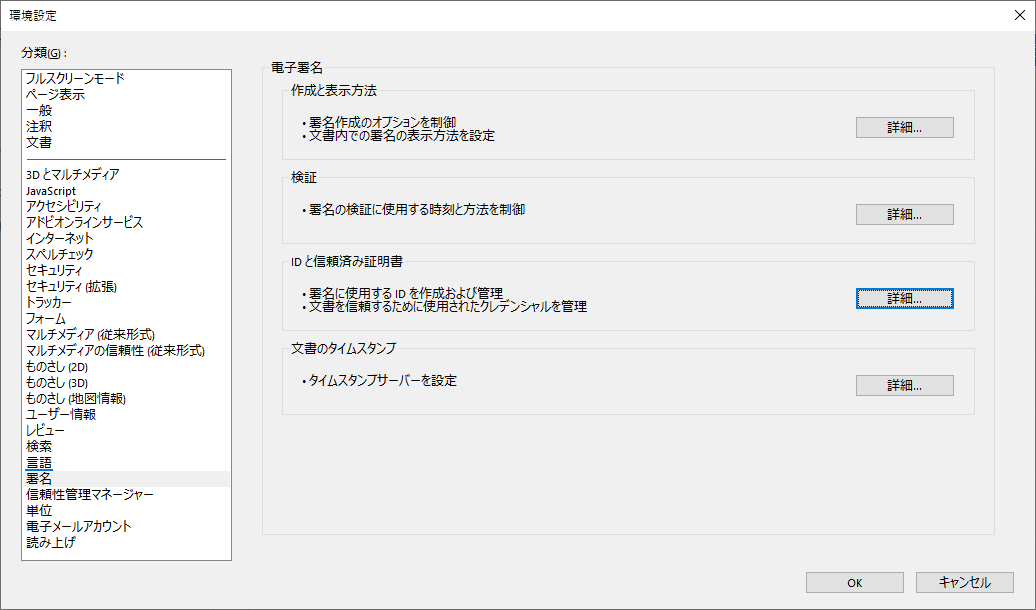 環境設定
分類(G) :
フルスクリーンモード
ページ表示
一般
注釈
文書
3D とマルチメディア
JavaScript
アクセシビリティ
アドビオンラインサービス
インターネット
スペルチェック
セキュリティ
セキュリティ (拡張)
トラッカー
フォーム
マルチメディア (従来形式)
マルチメディアの信頼性 (従来形式)
ものさし (2D)
ものさし (3D)
ものさし (地図情報)
ユーザー情報
レビュー
検索
言語
署名
信頼性管理マネージャー
単位
電子メールアカウント
読み上げ
電子署名
作成と表示方法
• 署名作成のオプションを制御
• 文書内での署名の表示方法を設定
詳細...
検証
• 署名の検証に使用する時刻と方法を制御
詳細...
ID と信頼済み証明書
• 署名に使用する ID を作成および管理
• 文書を信頼するために使用されたクレデンシャルを管理
詳細...
文書のタイムスタンプ
• タイムスタンプサーバーを設定
詳細...
OK
キャンセル